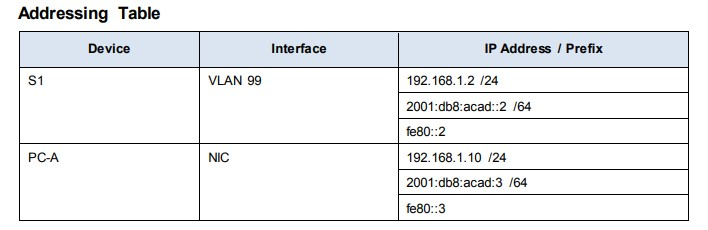 Addressing Table
Device Interface IP Address / Prefix
S1 VLAN 99 192.168.1.2 /24
2001:db8:acad::2 /64
fe80::2
PC-A NIC 192.168.1.10 /24
2001:db8:acad:3 /64
fe80::3